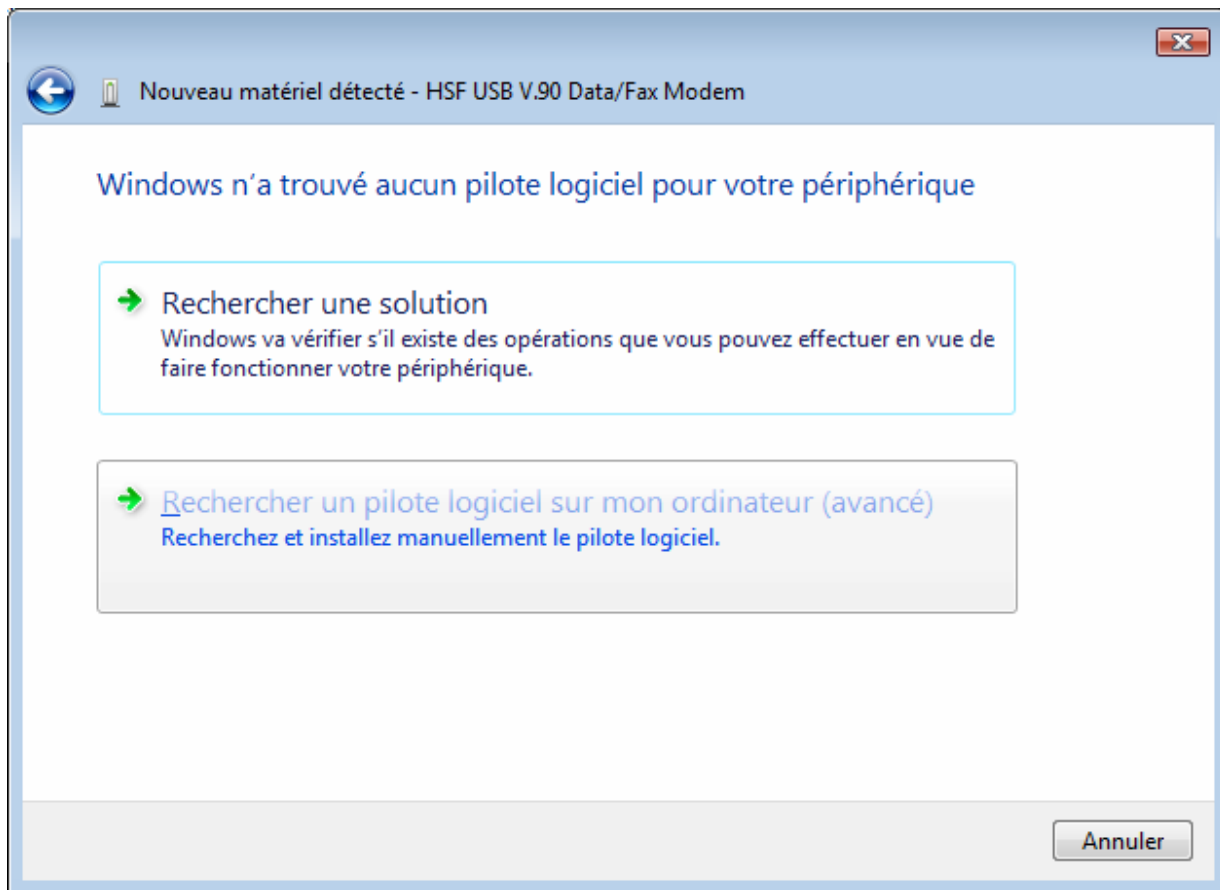 Nouveau matériel détecté - HSF USB V.90 Data/Fax Modem
Windows n’a trouvé aucun pilote logiciel pour votre périphérique
Rechercher une solution
Windows va vérifier s’il existe des opérations que vous pouvez effectuer en vue de
faire fonctionner votre périphérique.
Rechercher un pilote logiciel sur mon ordinateur (avancé)
Recherchez et installez manuellement le pilote logiciel.
Annuler